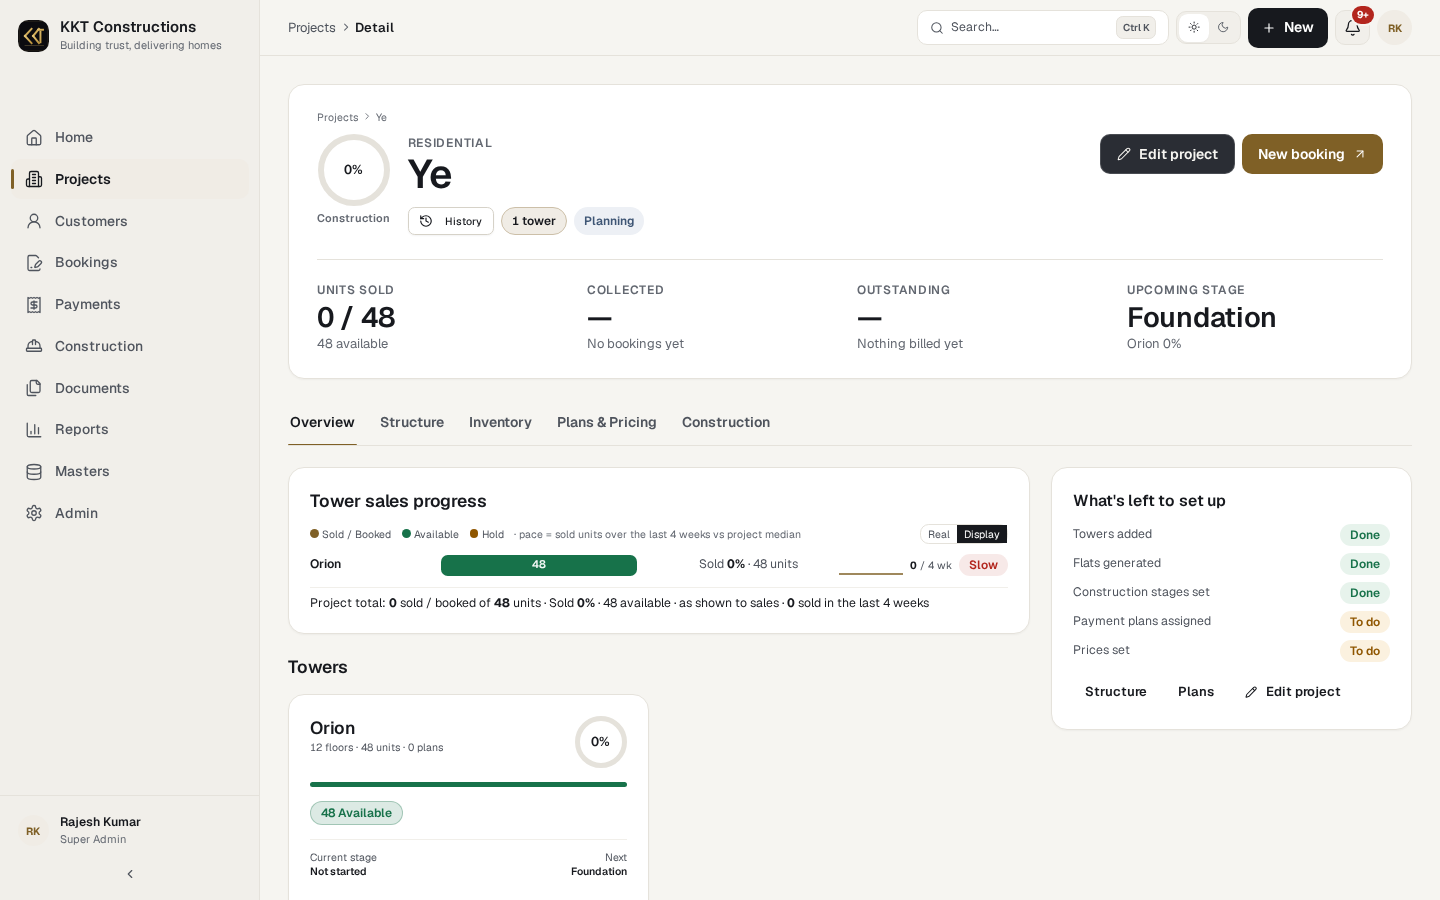 KKT Constructions
Building trust, delivering homes
Home
Projects
Customers
Bookings
Payments
Construction
Documents
Reports
Masters
Admin
RK
Rajesh Kumar
Super Admin
Projects > Detail
Search...
Ctrl K
+ New
9+
RK
Projects > Ye
0%
Construction
RESIDENTIAL
Ye
History
1 tower
Planning
Edit project
New booking
UNITS SOLD
0 / 48
48 available
COLLECTED
—
No bookings yet
OUTSTANDING
—
Nothing billed yet
UPCOMING STAGE
Foundation
Orion 0%
Overview
Structure
Inventory
Plans & Pricing
Construction
Tower sales progress
Sold / Booked
Available
Hold
· pace = sold units over the last 4 weeks vs project median
Real
Display
Orion
48
Sold 0% · 48 units
0 / 4 wk
Slow
Project total: 0 sold / booked of 48 units · Sold 0% · 48 available · as shown to sales · 0 sold in the last 4 weeks
Towers
Orion
12 floors · 48 units · 0 plans
0%
48 Available
Current stage
Not started
Next
Foundation
What's left to set up
Towers added
Done
Flats generated
Done
Construction stages set
Done
Payment plans assigned
To do
Prices set
To do
Structure
Plans
Edit project